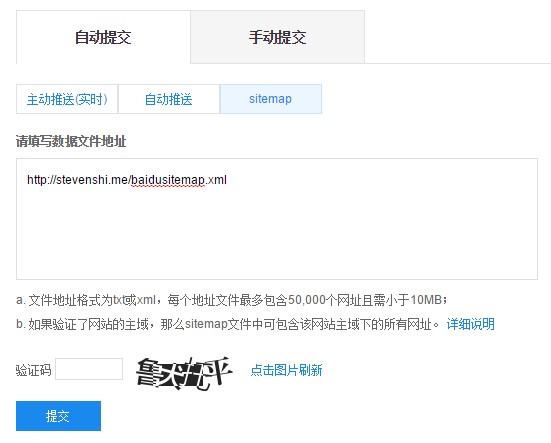 自动提交 手动提交
主动推送(实时) 自动推送 sitemap
请填写数据文件地址
http://stevenshi.me/baidusitemap.xml
a. 文件地址格式为txt或xml，每个地址文件最多包含50,000个网址且需小于10MB；
b. 如果验证了网站的主域，那么sitemap文件中可包含该网站主域下的所有网址。 详细说明
验证码 点击图片刷新
提交